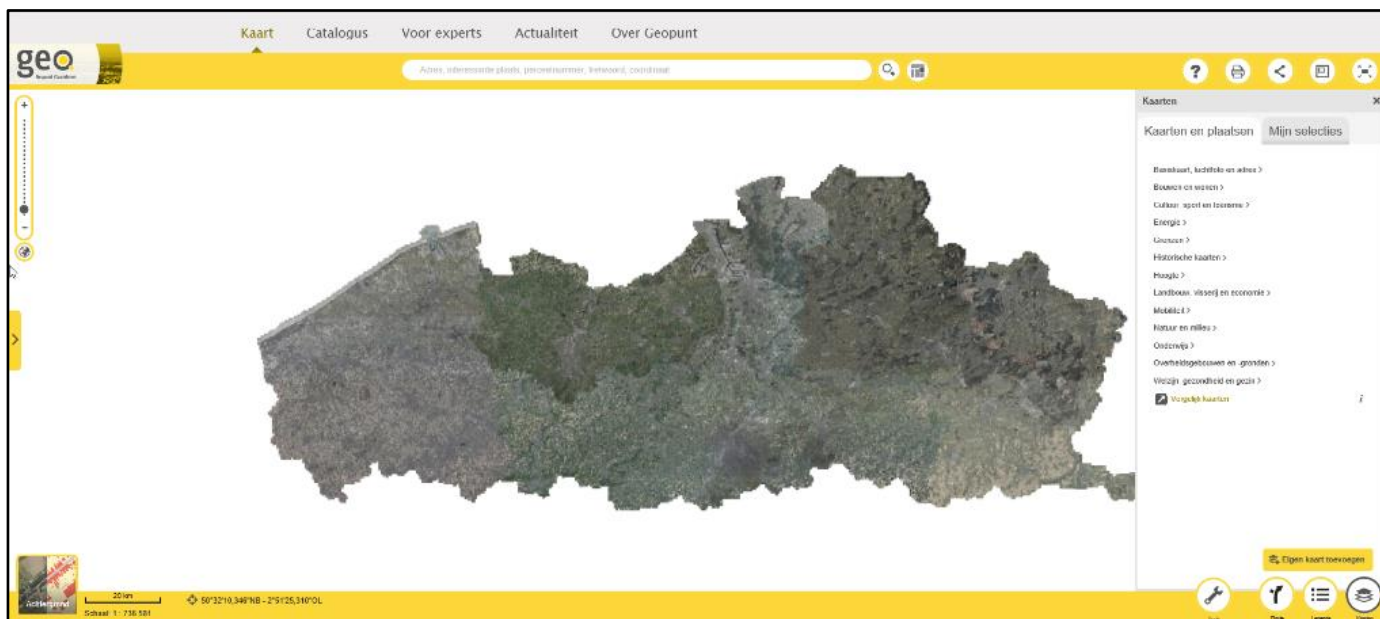 Kaart Catalogus Voor experts Actualiteit Over Geopunt
geo.
Adres, interessante plaats, perceelnummer, trefwoord, coördinaat
?
Kaarten x
Kaarten en plaatsen Mijn selecties
+
Basiskaart, luchtfoto en adres >
Bouwen en wonen >
Cultuur, sport en toerisme >
Energie >
Grenzen >
Historische kaarten >
Hoogte >
Landbouw, visserij en economie >
Mobiliteit >
Natuur en milieu >
Onderwijs >
Overheidsgebouwen en -gronden >
Welzijn, gezondheid en gezin >
Vergelijk kaarten i
Eigen kaart toevoegen
Achtergrond
20 km
Schaal 1 : 736 581
50°32'10,346"NB - 2°51'25,310"OL